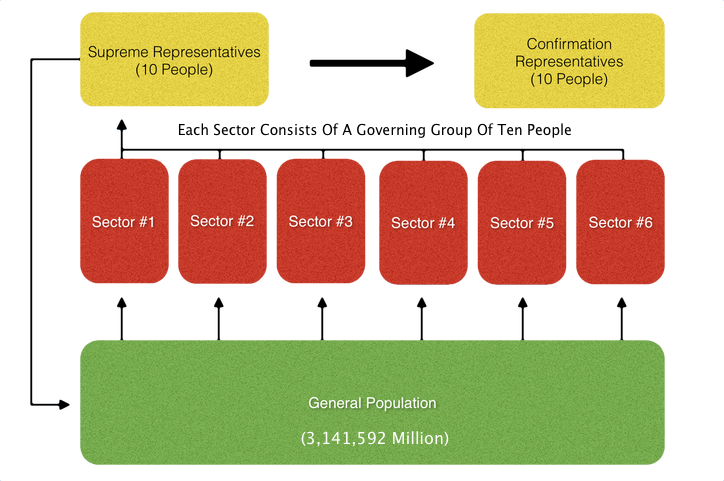 Supreme Representatives
(10 People)
Confirmation
Representatives
(10 People)
Each Sector Consists Of A Governing Group Of Ten People
Sector #1
Sector #2
Sector #3
Sector #4
Sector #5
Sector #6
General Population
(3,141,592 Million)